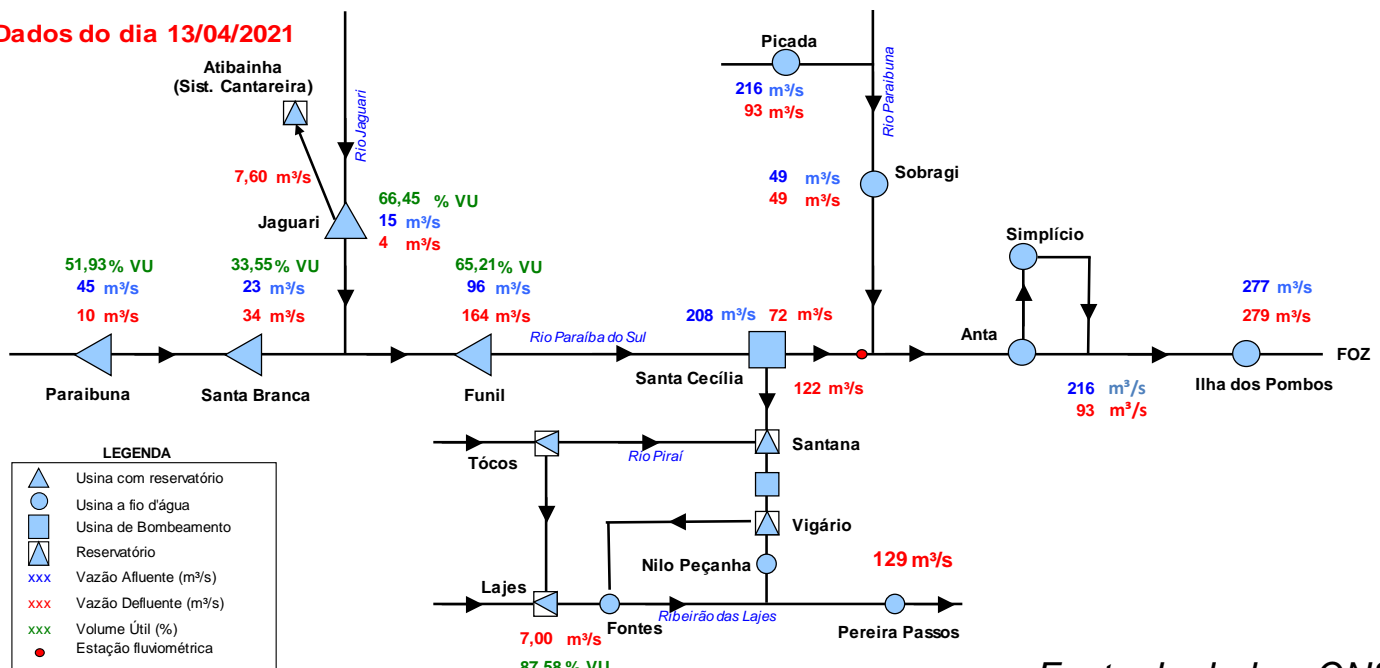 Dados do dia 13/04/2021
Atibainha
(Sist. Cantareira)
Rio Jaguari
7,60 m³/s
Jaguari
66,45 % VU
15 m³/s
4 m³/s
Picada
216 m³/s
93 m³/s
Rio Paraibuna
49 m³/s
49 m³/s
Sobragi
51,93% VU
45 m³/s
10 m³/s
Paraibuna
33,55% VU
23 m³/s
34 m³/s
Santa Branca
65,21% VU
96 m³/s
164 m³/s
Funil
Rio Paraíba do Sul
208 m³/s 72 m³/s
Santa Cecília
122 m³/s
Simplício
Anta
216 m³/s
93 m³/s
277 m³/s
279 m³/s
Ilha dos Pombos
FOZ
Tócos
Rio Piraí
Santana
Vigário
Nilo Peçanha
129 m³/s
Lajes
7,00 m³/s
87,58 % VU
Fontes
Ribeirão das Lajes
Pereira Passos
LEGENDA
Usina com reservatório
Usina a fio d'água
Usina de Bombeamento
Reservatório
xxx Vazão Afluente (m³/s)
xxx Vazão Defluente (m³/s)
xxx Volume Útil (%)
Estação fluviométrica